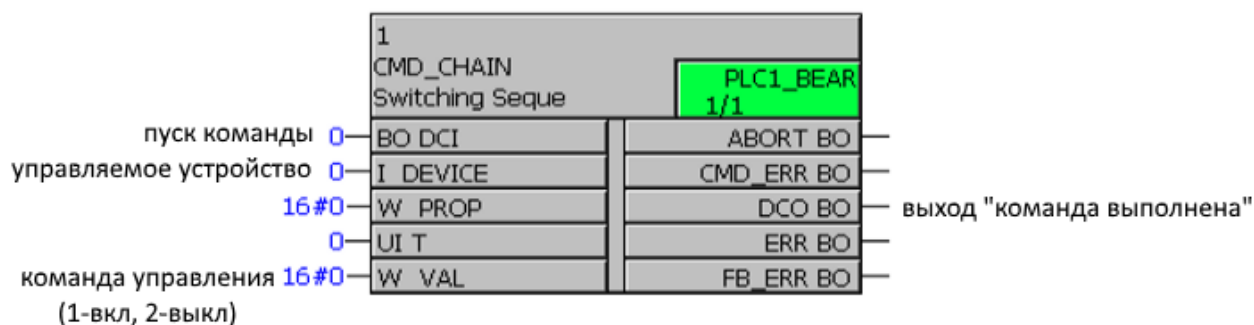 1
CMD_CHAIN
Switching Seque
PLC1_BEAR
1/1
пуск команды 0 BO DCI ABORT BO
управляемое устройство 0 I DEVICE CMD_ERR BO
16#0 W PROP DCO BO выход "команда выполнена"
0 UI T ERR BO
команда управления 16#0 W VAL FB_ERR BO
(1-вкл, 2-выкл)